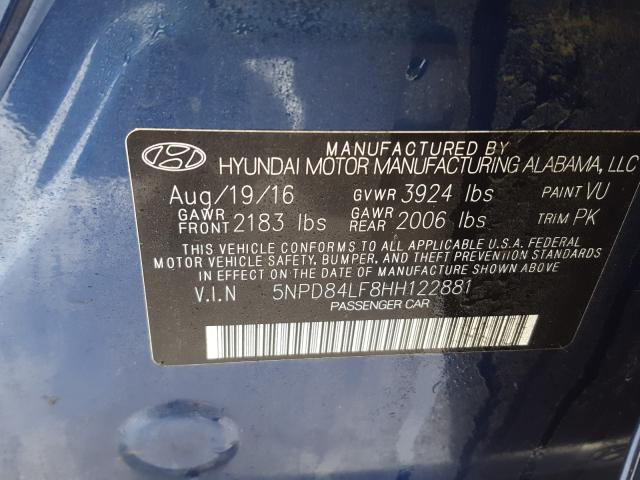 MANUFACTURED BY
HYUNDAI MOTOR MANUFACTURING ALABAMA, LLC
Aug/19/16 GVWR 3924 lbs PAINT VU
GAWR FRONT 2183 lbs GAWR REAR 2006 lbs TRIM PK
THIS VEHICLE CONFORMS TO ALL APPLICABLE U.S.A. FEDERAL
MOTOR VEHICLE SAFETY, BUMPER, AND THEFT PREVENTION
STANDARDS IN EFFECT ON THE DATE OF MANUFACTURE SHOWN
V.I.N 5NPD84LF8HH122881
PASSENGER CAR